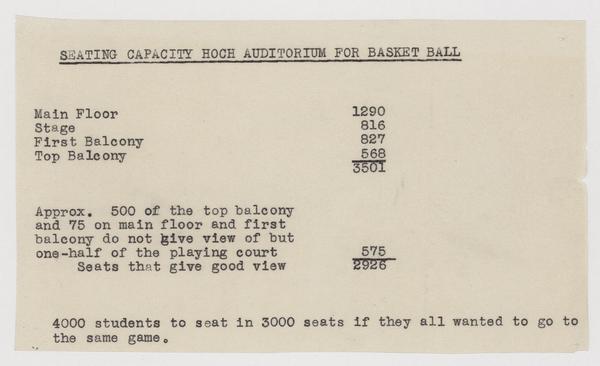 SEATING CAPACITY HOCH AUDITORIUM FOR BASKET BALL
Main Floor 1290
Stage 816
First Balcony 827
Top Balcony 568
3501
Approx. 500 of the top balcony
and 75 on main floor and first
balcony do not give view of but
one-half of the playing court 575
Seats that give good view 2926
4000 students to seat in 3000 seats if they all wanted to go to
the same game.